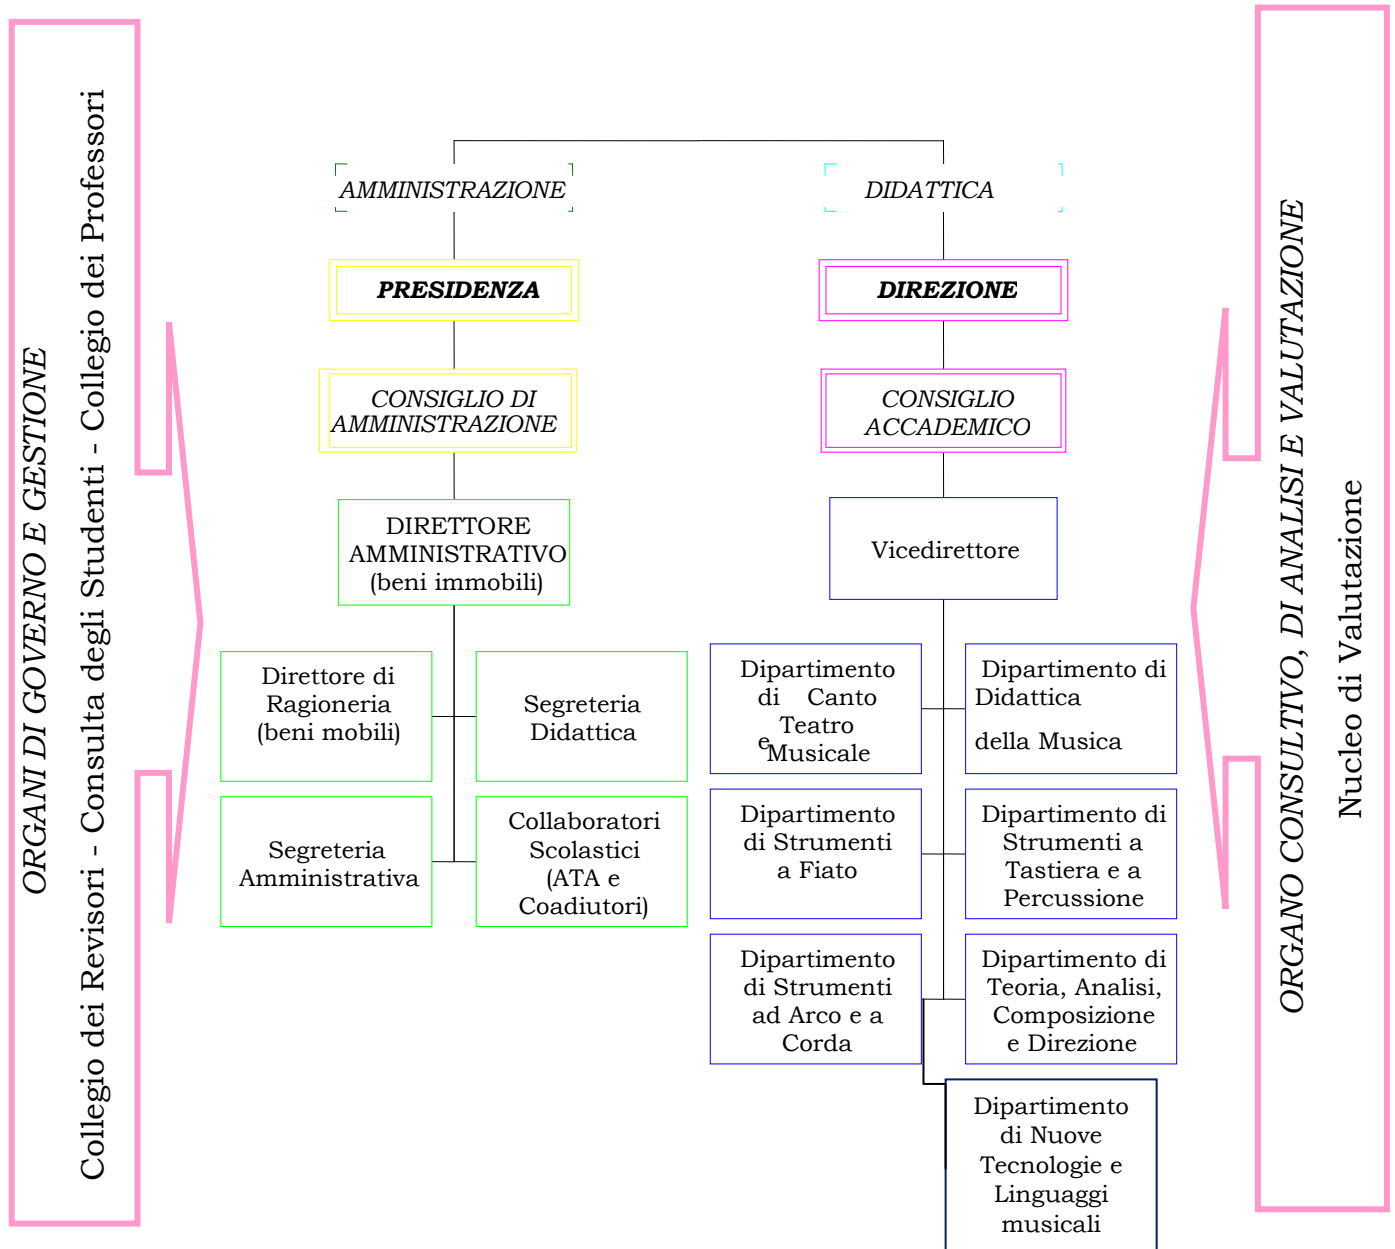 ORGANI DI GOVERNO E GESTIONE
Collegio dei Revisori - Consulta degli Studenti - Collegio dei Professori
AMMINISTRAZIONE
PRESIDENZA
CONSIGLIO DI
AMMINISTRAZIONE
DIRETTORE
AMMINISTRATIVO
(beni immobili)
Direttore di
Ragioneria
(beni mobili)
Segreteria
Didattica
Segreteria
Amministrativa
Collaboratori
Scolastici
(ATA e
Coadiutori)
DIDATTICA
DIREZIONE
CONSIGLIO
ACCADEMICO
Vicedirettore
Dipartimento
di Canto
Teatro
e Musicale
Dipartimento di
Didattica
della Musica
Dipartimento
di Strumenti
a Fiato
Dipartimento di
Strumenti a
Tastiera e a
Percussione
Dipartimento
di Strumenti
ad Arco e a
Corda
Dipartimento di
Teoria, Analisi,
Composizione
e Direzione
Dipartimento
di Nuove
Tecnologie e
Linguaggi
musicali
ORGANO CONSULTIVO, DI ANALISI E VALUTAZIONE
Nucleo di Valutazione